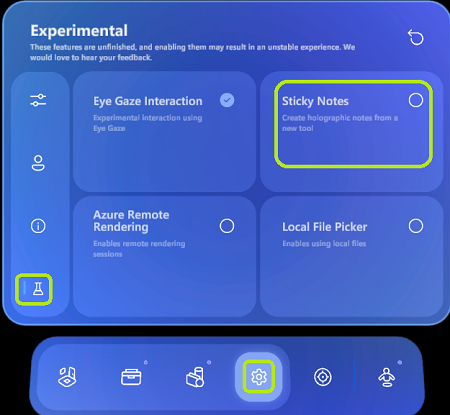 Experimental
These features are unfinished, and enabling them may result in an unstable experience. We
would love to hear your feedback.
Eye Gaze Interaction
Experimental interaction using
Eye Gaze
Sticky Notes
Create holographic notes from a
new tool
Azure Remote
Rendering
Enables remote rendering
sessions
Local File Picker
Enables using local files